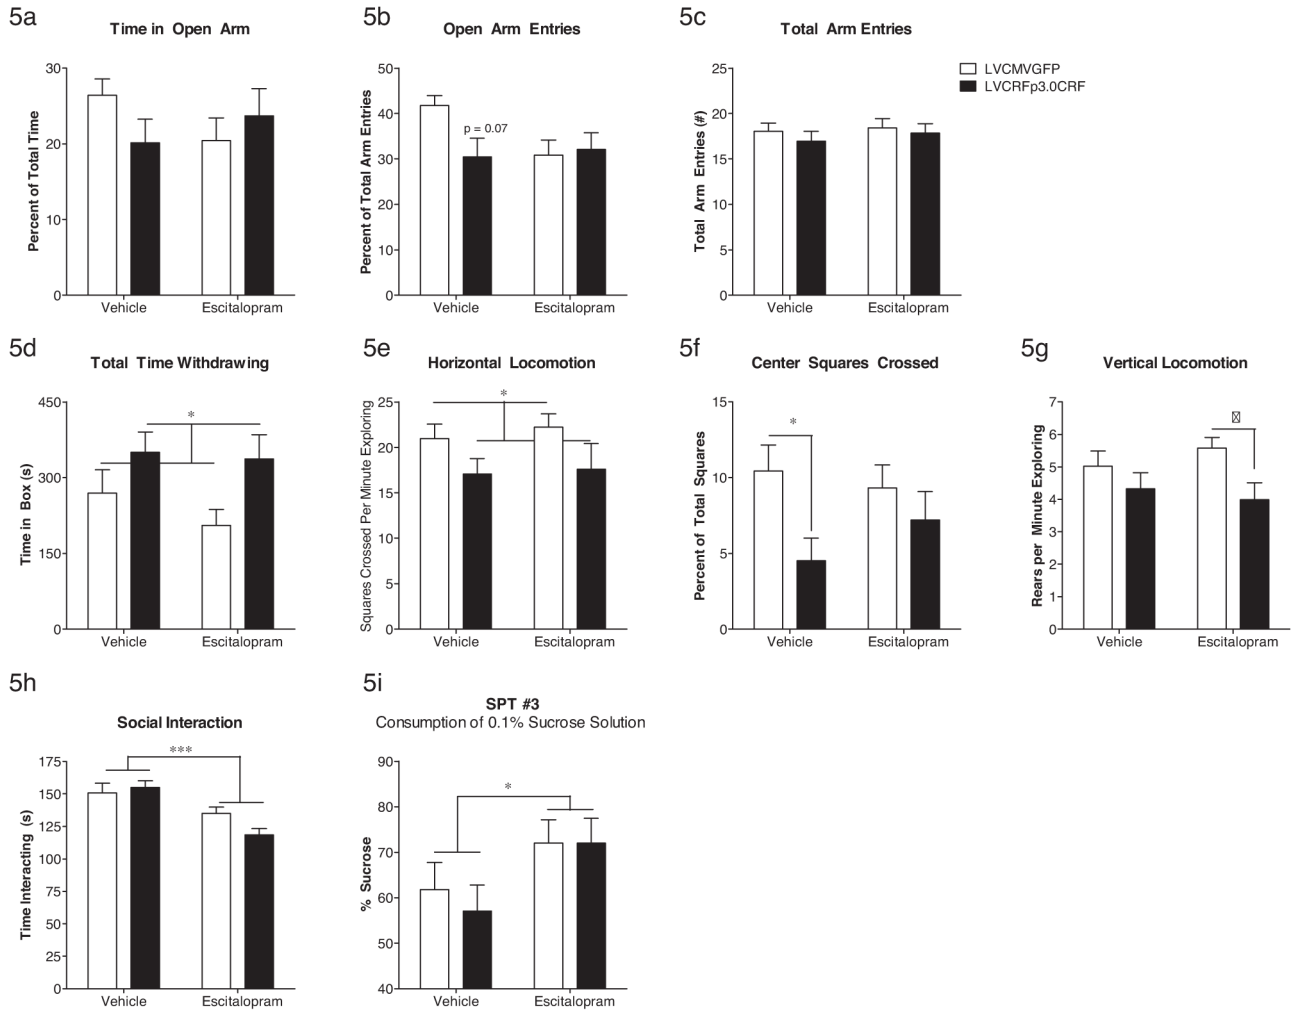 5a
Time in Open Arm
Percent of Total Time
30
20
10
0
Vehicle
Escitalopram
5b
Open Arm Entries
Percent of Total Arm Entries
50
40
30
20
10
0
p = 0.07
Vehicle
Escitalopram
5c
Total Arm Entries
Total Arm Entries (#)
25
20
15
10
5
0
Vehicle
Escitalopram
LVCMVGFP
LVCRFp3.0CRF
5d
Total Time Withdrawing
Time in Box (s)
450
300
150
0
*
Vehicle
Escitalopram
5e
Horizontal Locomotion
Squares Crossed Per Minute Exploring
25
20
15
10
5
0
*
Vehicle
Escitalopram
5f
Center Squares Crossed
Percent of Total Squares
15
10
5
0
*
Vehicle
Escitalopram
5g
Vertical Locomotion
Rears per Minute Exploring
7
6
5
4
3
2
1
0
Vehicle
Escitalopram
5h
Social Interaction
Time Interacting (s)
175
150
125
100
75
50
25
0
***
Vehicle
Escitalopram
5i
SPT #3
Consumption of 0.1% Sucrose Solution
% Sucrose
90
80
70
60
50
40
*
Vehicle
Escitalopram